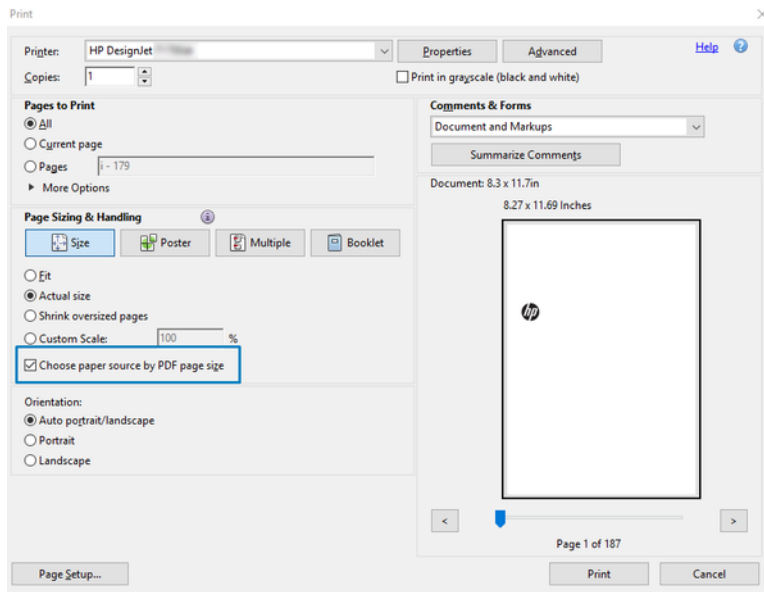 Print
Printer: HP DesignJet Properties Advanced Help ?
Copies: 1 Print in grayscale (black and white)
Pages to Print
All
Current page
Pages i - 179
More Options
Comments & Forms
Document and Markups
Summarize Comments
Page Sizing & Handling i
Size Poster Multiple Booklet
Fit
Actual size
Shrink oversized pages
Custom Scale: 100 %
Choose paper source by PDF page size
Orientation:
Auto portrait/landscape
Portrait
Landscape
Document: 8.3 x 11.7in
8.27 x 11.69 Inches
hp
< >
Page 1 of 187
Page Setup... Print Cancel